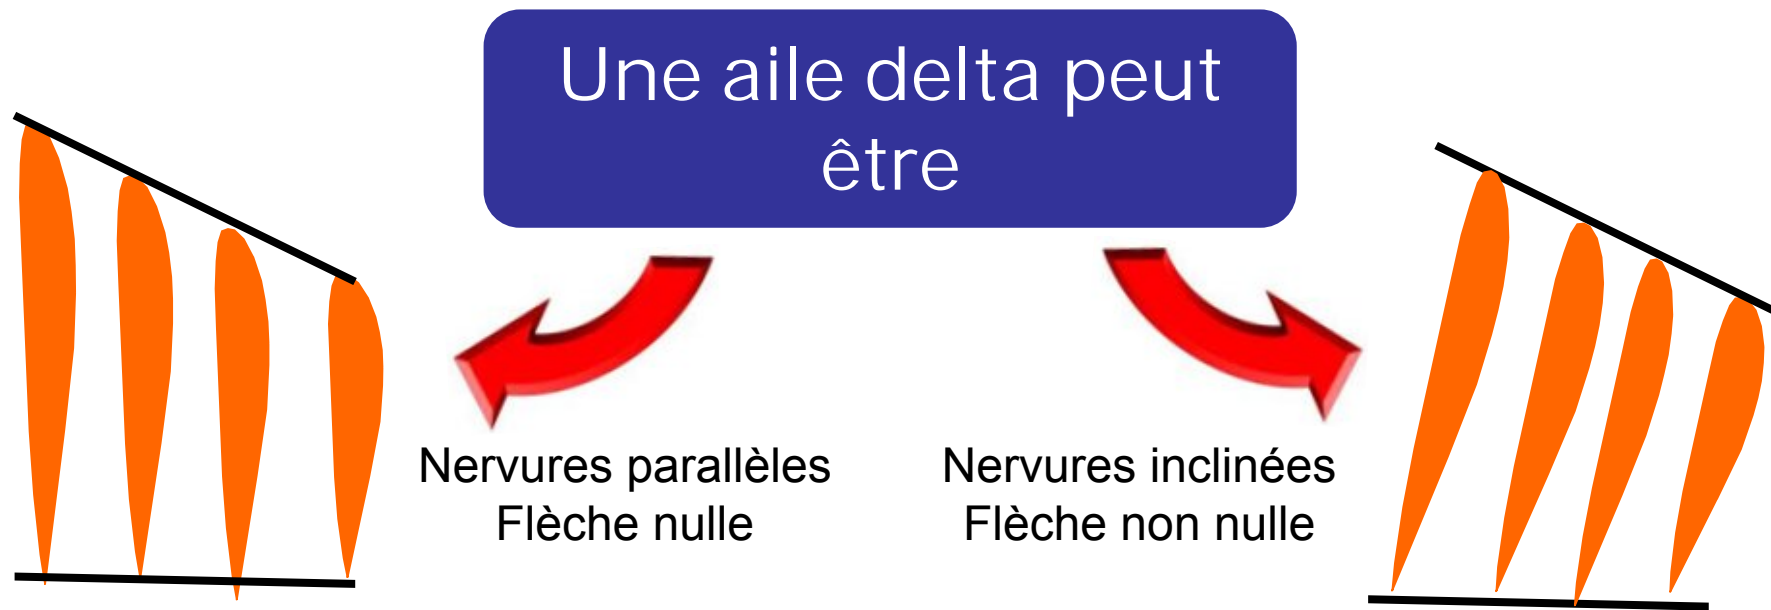 Une aile delta peut
être
Nervures parallèles
Flèche nulle
Nervures inclinées
Flèche non nulle